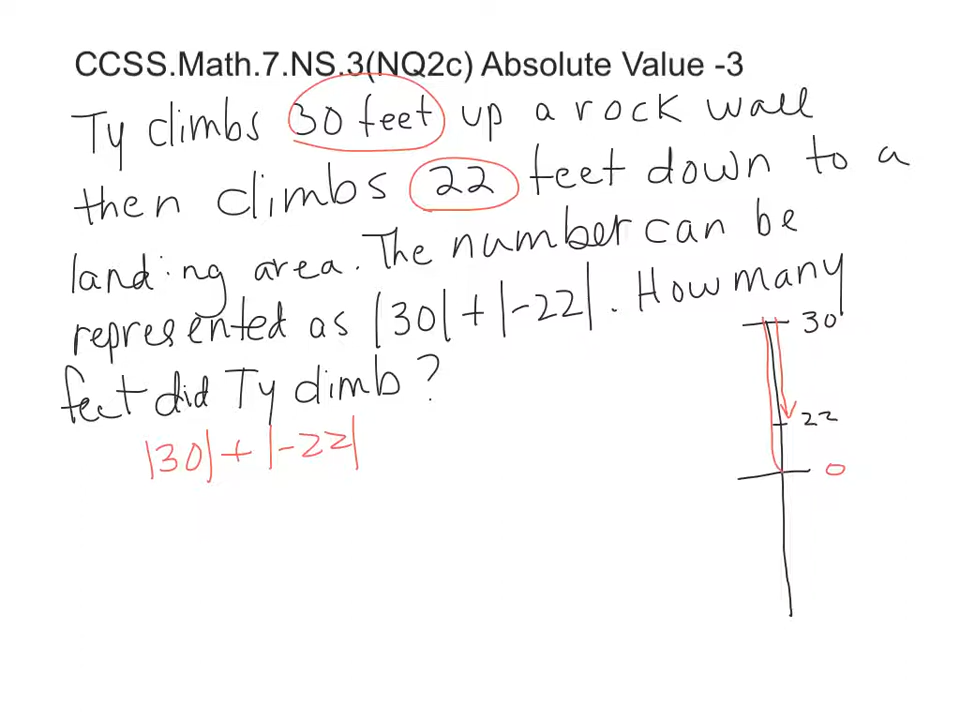 CCSS.Math.7.NS.3(NQ2c) Absolute Value -3
Ty climbs 30 feet up a rock wall
then climbs 22 feet down to a
landing area. The number can be
represented as |30| + |-22|. How many
feet did Ty climb?
|30| + |-22|
30
22
0